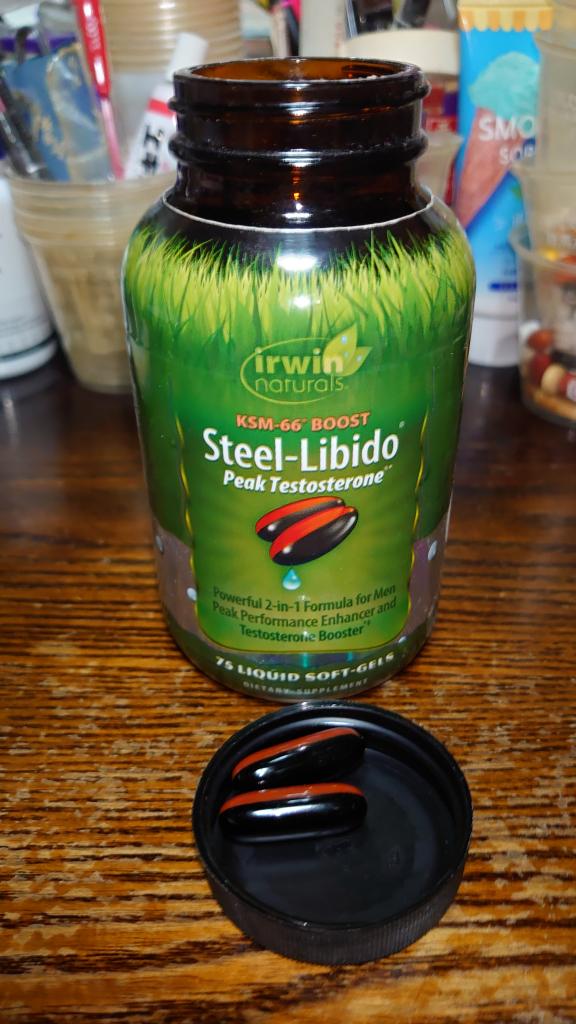 SMO
irwin
naturals®
KSM-66® BOOST
Steel-Libido®
Peak Testosterone®*
Powerful 2-in-1 Formula for Men
Peak Performance Enhancer and
Testosterone Booster**
75 LIQUID SOFT-GELS
DIETARY SUPPLEMENT